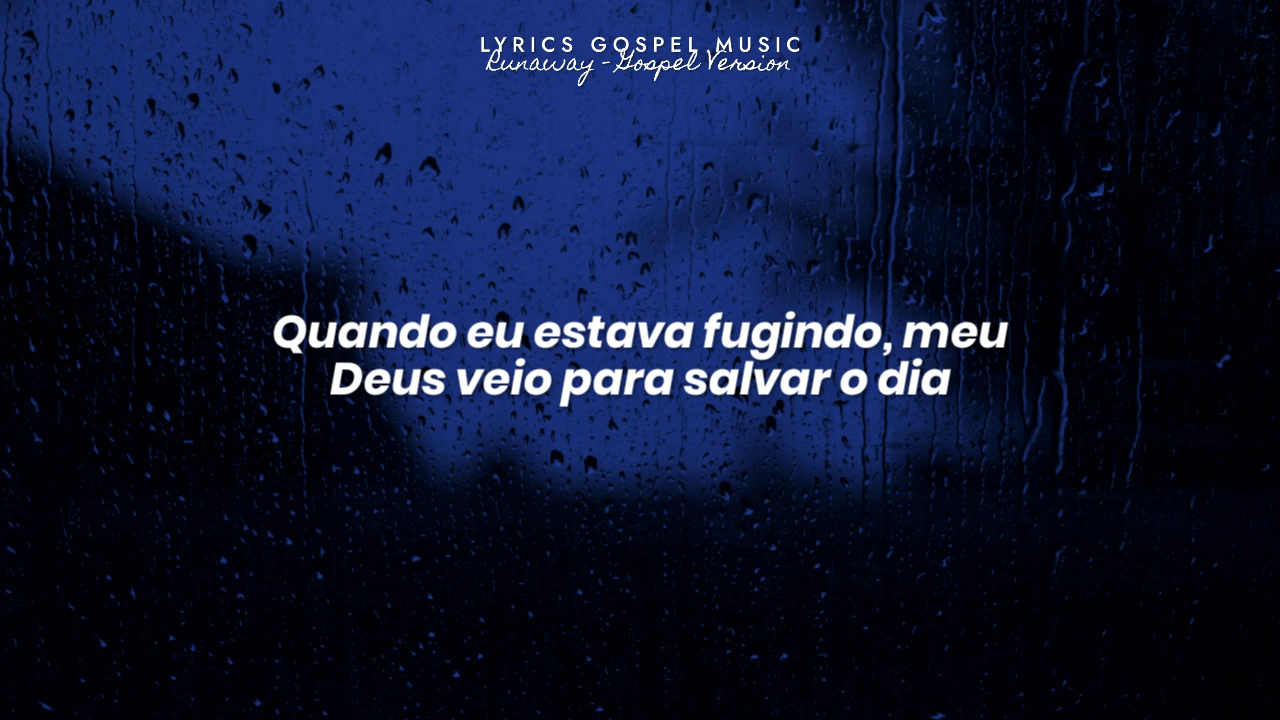 LYRICS GOSPEL MUSIC
Runaway - Gospel Version
Quando eu estava fugindo, meu
Deus veio para salvar o dia